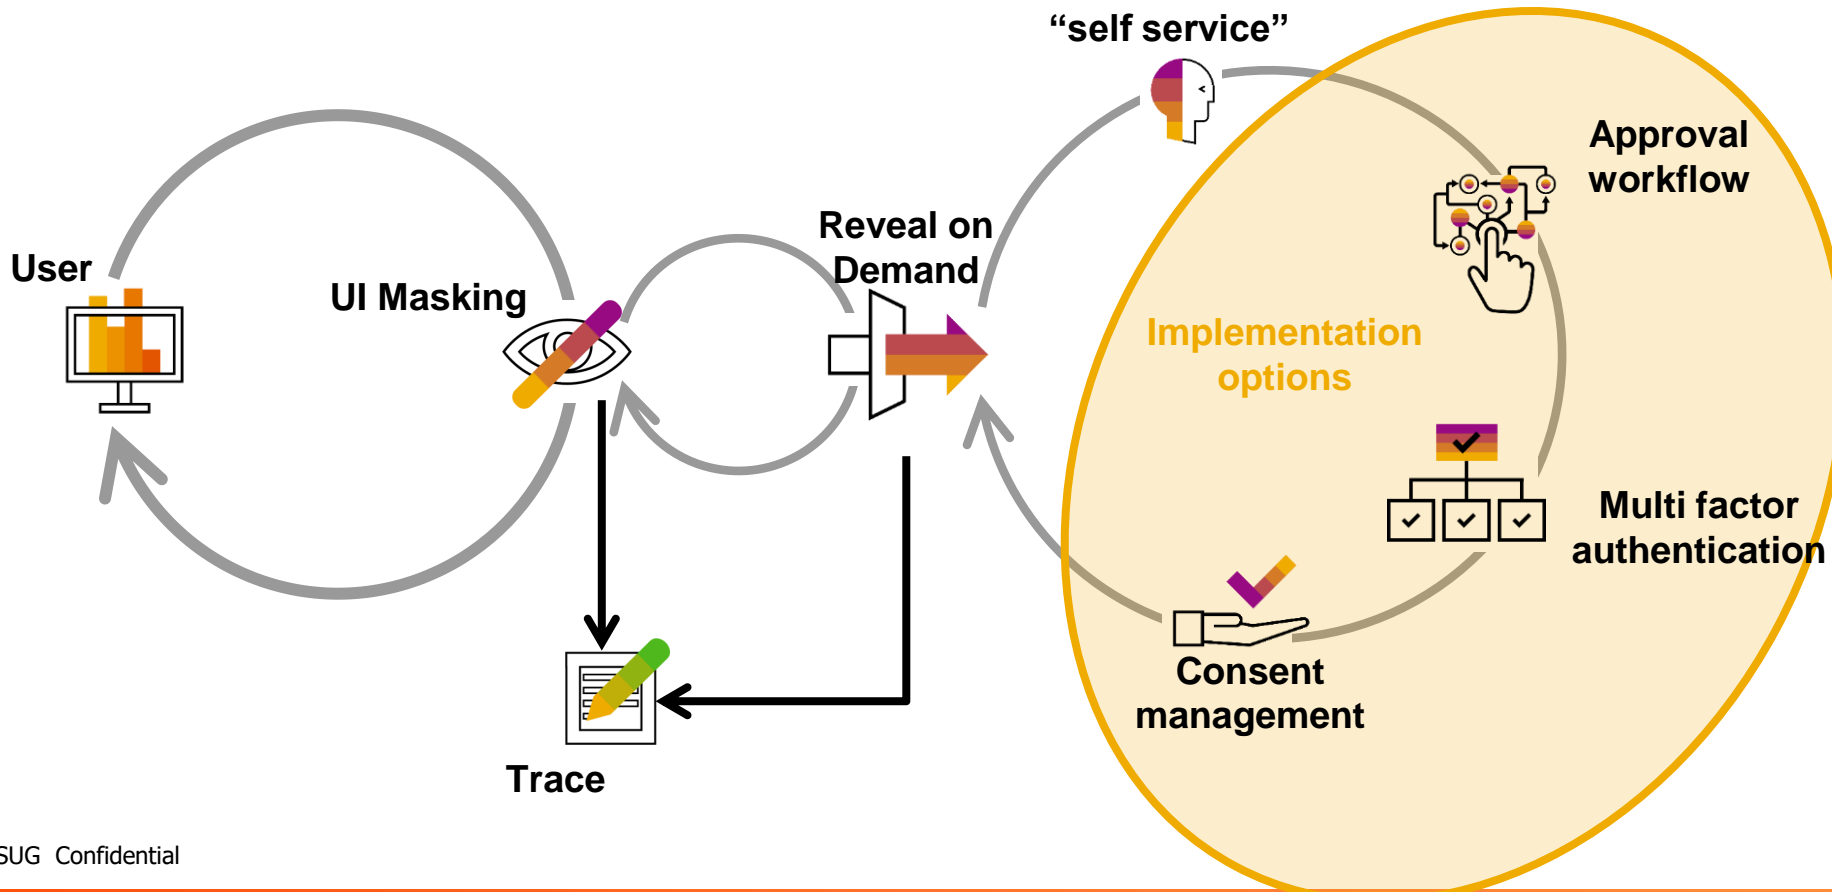 “self service”
Approval
workflow
Reveal on
Demand
User
UI Masking
Implementation
options
Multi factor
authentication
Consent
management
Trace
SUG Confidential